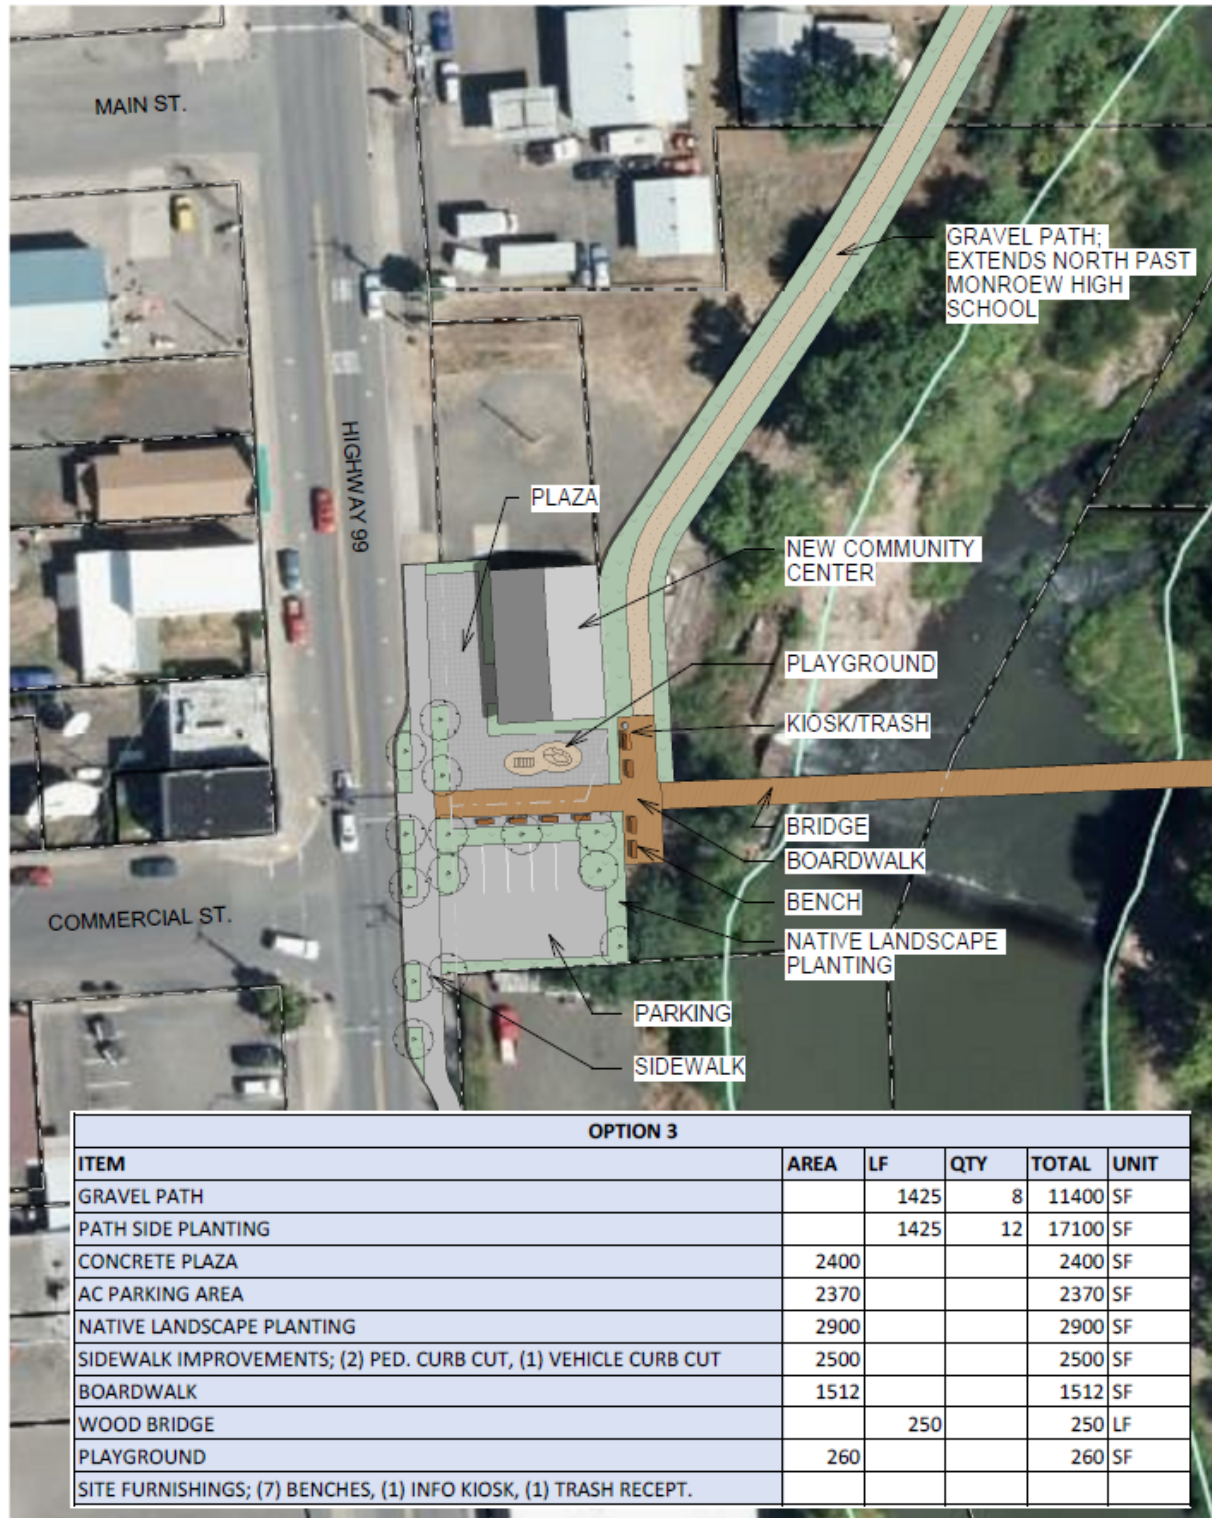 MAIN ST.
GRAVEL PATH;
EXTENDS NORTH PAST
MONROEW HIGH
SCHOOL
HIGHWAY 99
PLAZA
NEW COMMUNITY
CENTER
PLAYGROUND
KIOSK/TRASH
BRIDGE
BOARDWALK
BENCH
COMMERCIAL ST.
NATIVE LANDSCAPE
PLANTING
PARKING
SIDEWALK
OPTION 3
ITEM AREA LF QTY TOTAL UNIT
GRAVEL PATH 1425 8 11400 SF
PATH SIDE PLANTING 1425 12 17100 SF
CONCRETE PLAZA 2400 2400 SF
AC PARKING AREA 2370 2370 SF
NATIVE LANDSCAPE PLANTING 2900 2900 SF
SIDEWALK IMPROVEMENTS; (2) PED. CURB CUT, (1) VEHICLE CURB CUT 2500 2500 SF
BOARDWALK 1512 1512 SF
WOOD BRIDGE 250 250 LF
PLAYGROUND 260 260 SF
SITE FURNISHINGS; (7) BENCHES, (1) INFO KIOSK, (1) TRASH RECEPT.